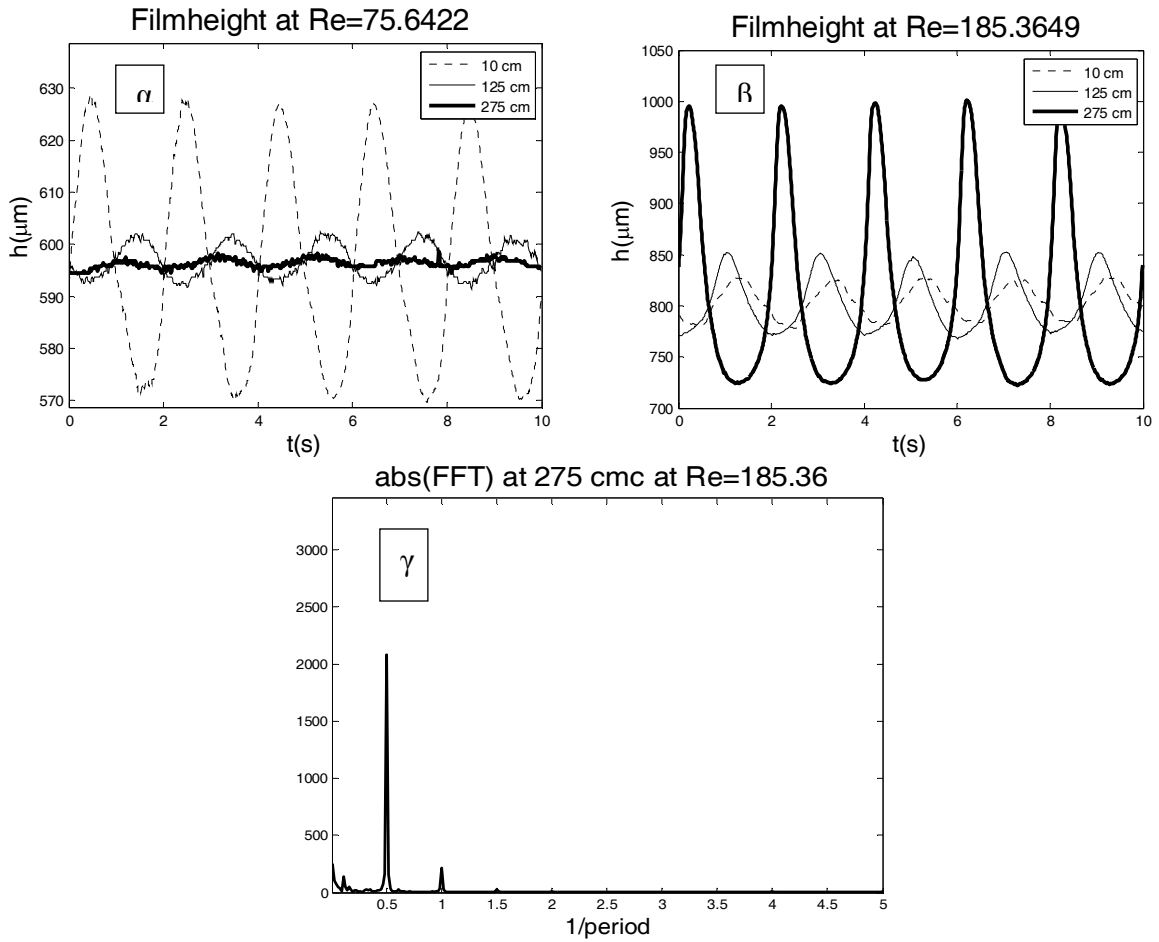 Filmheight at Re=75.6422
α
10 cm
125 cm
275 cm
h(μm)
630
620
610
600
590
580
570
0 2 4 6 8 10
t(s)
Filmheight at Re=185.3649
β
10 cm
125 cm
275 cm
h(μm)
1050
1000
950
900
850
800
750
700
0 2 4 6 8 10
t(s)
abs(FFT) at 275 cmc at Re=185.36
γ
3000
2500
2000
1500
1000
500
0
0.5 1 1.5 2 2.5 3 3.5 4 4.5 5
1/period